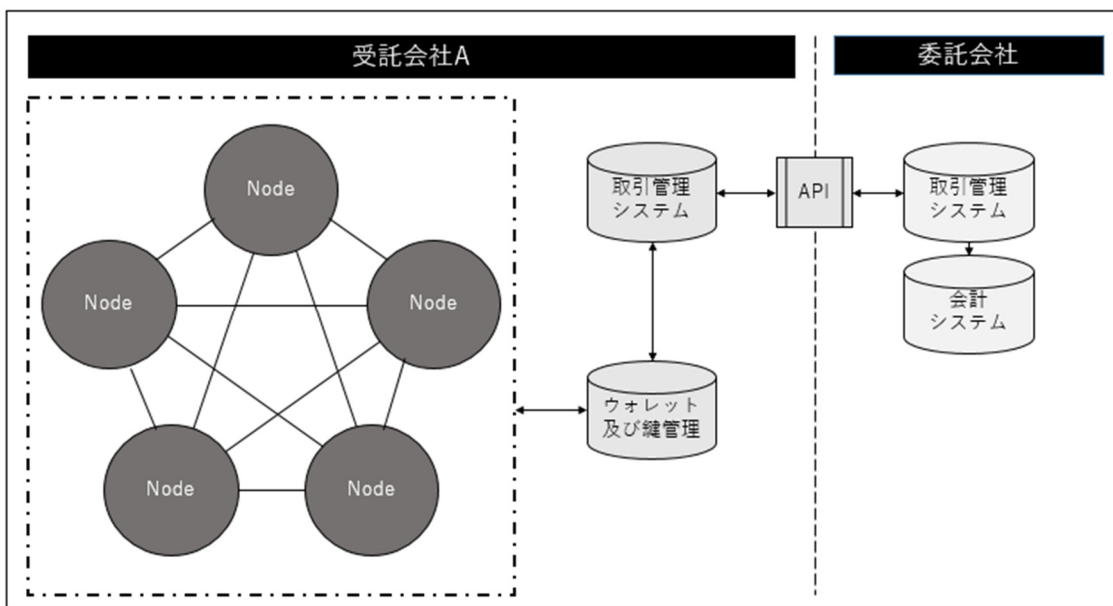 受託会社A
委託会社
Node
Node
Node
Node
Node
取引管理
システム
API
取引管理
システム
会計
システム
ウォレット
及び鍵管理